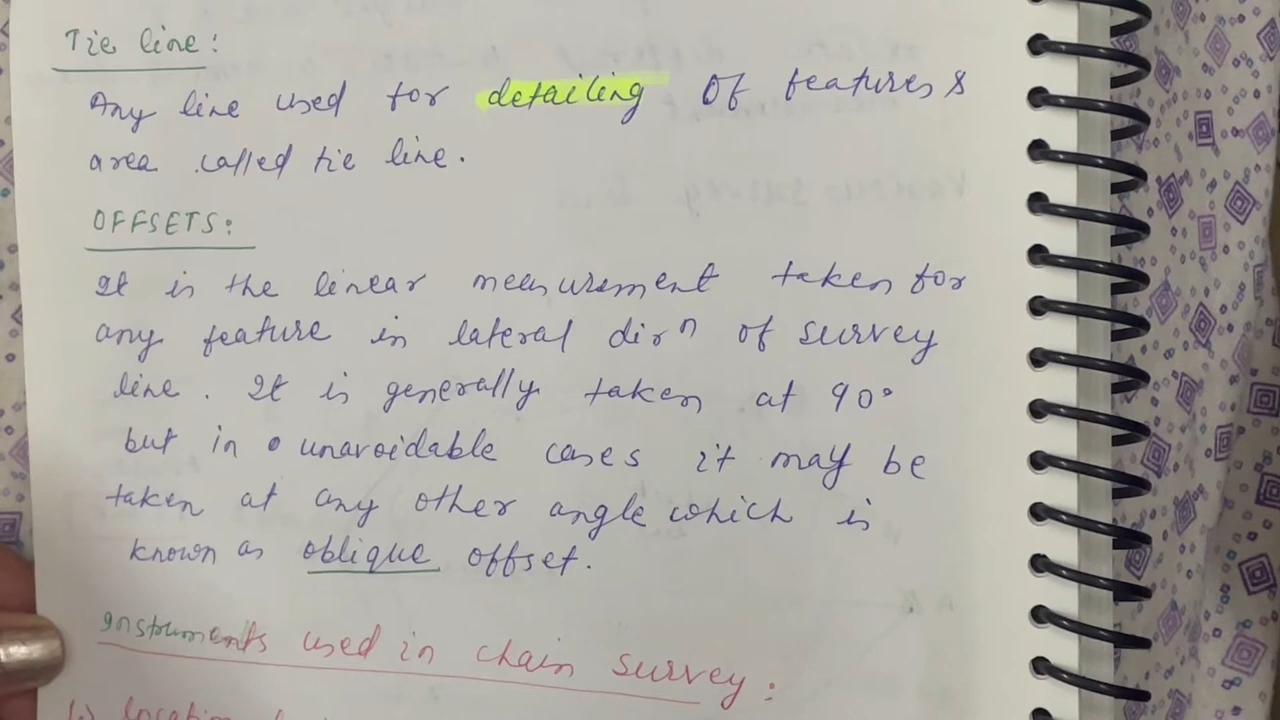 Tie line:
Any line used for detailing of features &
area called tie line.
OFFSETS:
It is the linear measurement taken for
any feature in lateral dirⁿ of survey
line. It is generally taken at 90°
but in unavoidable cases it may be
taken at any other angle which is
known as oblique offset.
Instruments used in chain survey:
1.) Location